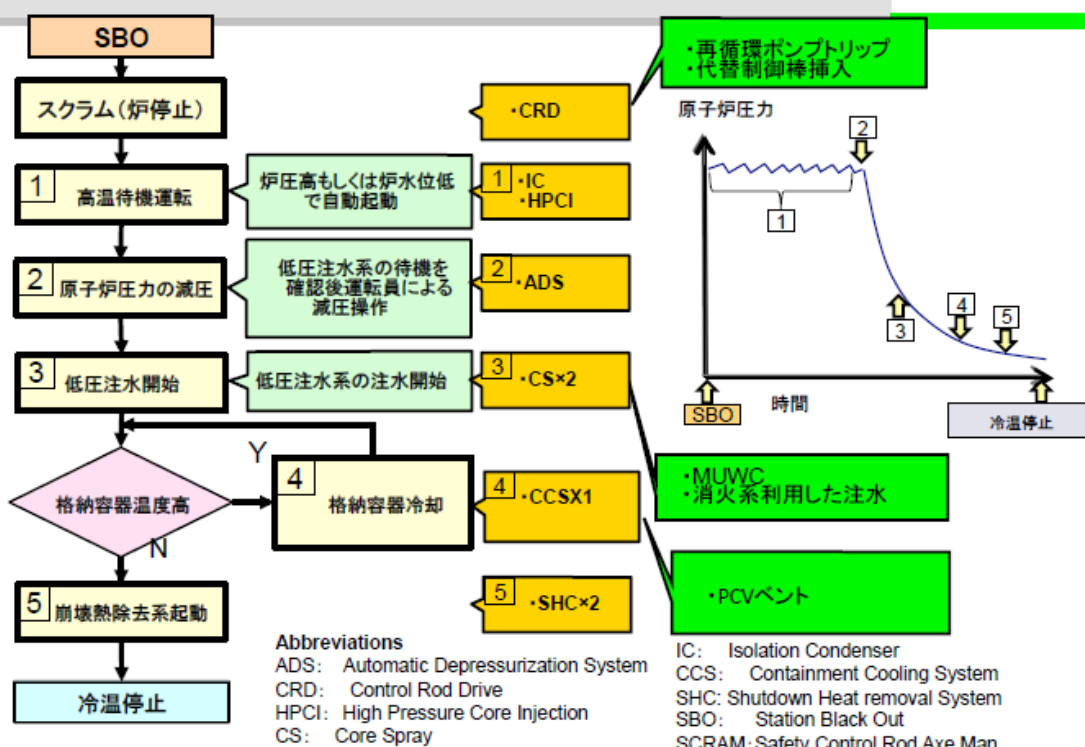 SBO
スクラム(炉停止)
・CRD
・再循環ポンプトリップ
・代替制御棒挿入
1
高温待機運転
炉圧高もしくは炉水位低
で自動起動
1
・IC
・HPCI
2
原子炉圧力の減圧
低圧注水系の待機を
確認後運転員による
減圧操作
2
・ADS
3
低圧注水開始
低圧注水系の注水開始
3
・CS×2
・MUWC
・消火系利用した注水
格納容器温度高
Y
N
4
格納容器冷却
4
・CCSX1
・PCVベント
5
崩壊熱除去系起動
5
・SHC×2
冷温停止
原子炉圧力
1
2
3
4
5
SBO
時間
冷温停止
Abbreviations
ADS: Automatic Depressurization System
CRD: Control Rod Drive
HPCI: High Pressure Core Injection
CS: Core Spray
IC: Isolation Condenser
CCS: Containment Cooling System
SHC: Shutdown Heat removal System
SBO: Station Black Out
SCRAM:Safety Control Rod Axe Man